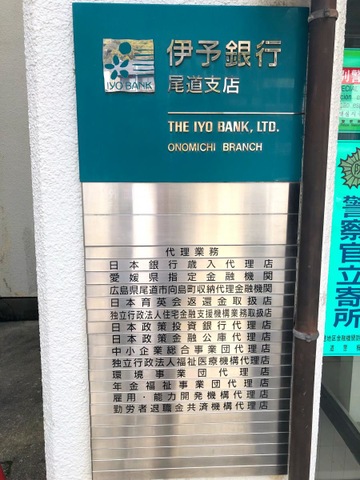 IYO BANK
伊予銀行
尾道支店
THE IYO BANK, LTD.
ONOMICHI BRANCH
代理業務
日本銀行歳入代理店
愛媛県指定金融機関
広島県尾道市向島町収納代理金融機関
日本育英会返還金取扱店
独立行政法人住宅金融支援機構業務取扱店
日本政策投資銀行代理店
日本政策金融公庫代理店
中小企業総合事業団代理店
独立行政法人福祉医療機構代理店
環境事業団代理店
年金福祉事業団代理店
雇用・能力開発機構代理店
勤労者退職金共済機構代理店
警察官立寄所